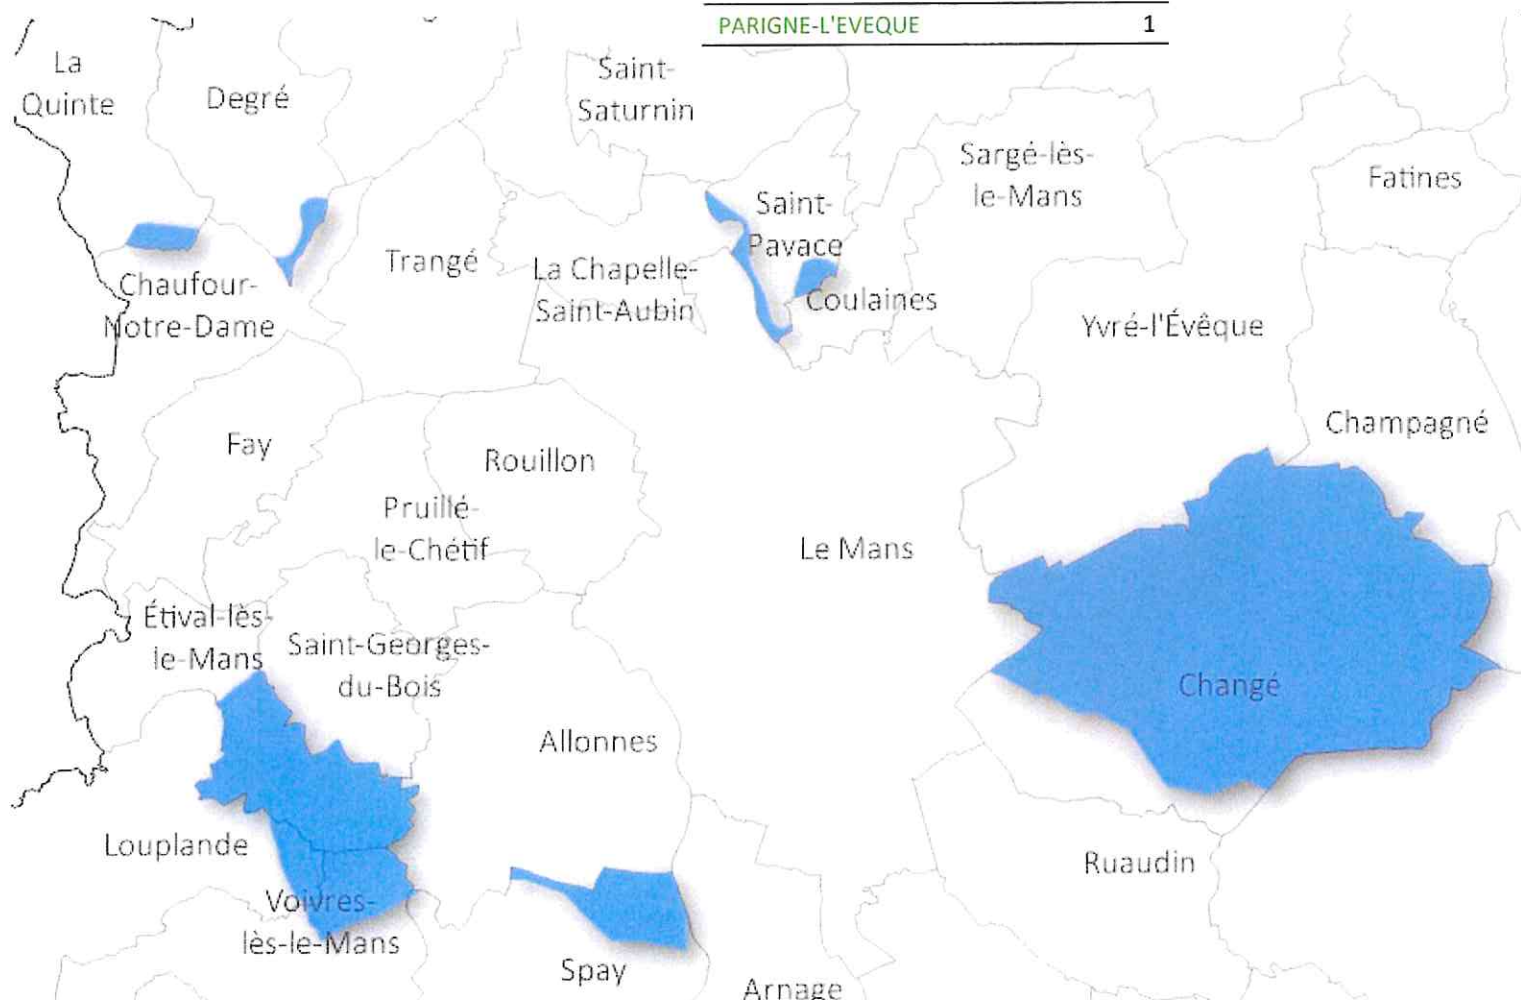 PARIGNE-L'EVEQUE 1
La
Quinte
Degré
Saint-
Saturnin
Sargé-lès-
le-Mans
Fatines
Saint-
Pavace
Trangé
La Chapelle-
Saint-Aubin
Coulaines
Chaufour-
Notre-Dame
Yvré-l'Évêque
Champagné
Fay
Rouillon
Pruillé-
le-Chétif
Le Mans
Étival-lès-
le-Mans
Saint-Georges-
du-Bois
Changé
Allonnes
Louplande
Ruaudin
Voivres-
lès-le-Mans
Spay
Arnage